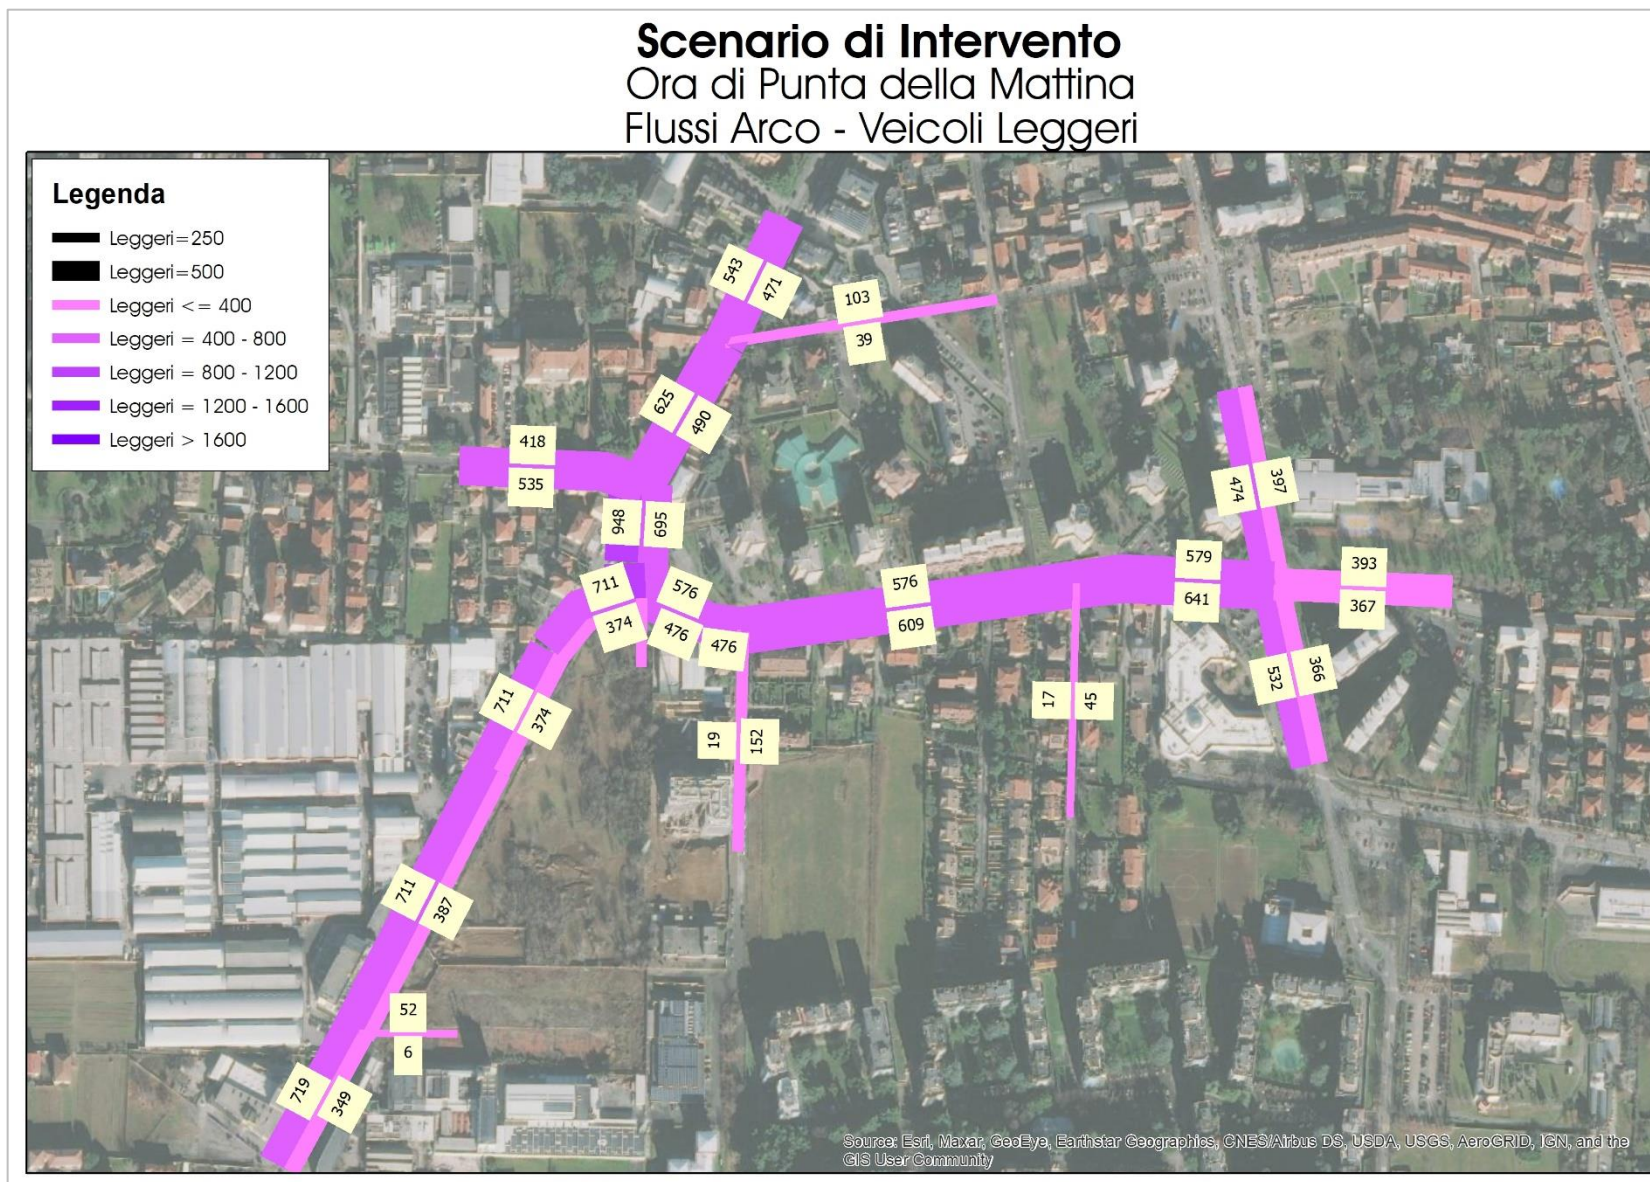 Scenario di Intervento
Ora di Punta della Mattina
Flussi Arco - Veicoli Leggeri
Legenda
Leggeri=250
Leggeri=500
Leggeri <= 400
Leggeri = 400 - 800
Leggeri = 800 - 1200
Leggeri = 1200 - 1600
Leggeri > 1600
543
471
103
39
625
490
418
535
948
695
474
397
711
374
576
476
476
576
609
579
641
393
367
532
366
711
374
19
152
17
45
711
387
52
6
719
349
Source: Esri, Maxar, GeoEye, Earthstar Geographics, CNES/Airbus DS, USDA, USGS, AeroGRID, IGN, and the
GIS User Community